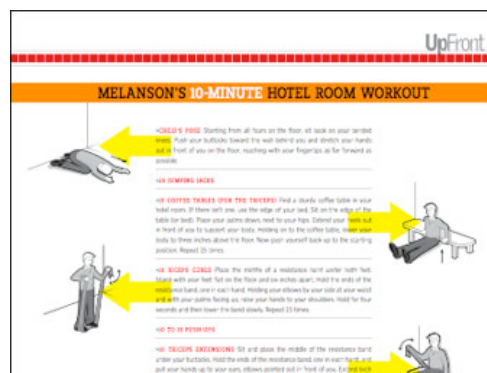 UpFront
MELANSON'S 10-MINUTE HOTEL ROOM WORKOUT
•CHILD'S POSE Starting from all fours on the floor, sit back on your bended
knees. Push your buttocks toward the wall behind you and stretch your hands
out in front of you on the floor, reaching with your fingertips as far forward as
possible.
JUMPING JACKS
COFFEE TABLES (FOR THE TRICEPS) Find a sturdy coffee table in your
hotel room. If there isn't one, use the edge of your bed. Sit on the edge of the
table (or bed). Place your palms down, next to your hips. Extend your feet out
in front of you to support your body. Holding on to the coffee table, lower your
body to three inches above the floor. Now push yourself back up to the starting
position. Repeat 15 times.
BICEPS CURLS Place the middle of a resistance band under both feet.
Stand with your feet flat on the floor and six inches apart. Hold the ends of the
resistance band, one in each hand. Holding your elbows by your side at your waist
and with your palms facing up, raise your hands to your shoulders. Hold for four
seconds and then lower the band slowly. Repeat 15 times.
TO 15 PUSH-UPS
TRICEPS EXTENSIONS Sit and place the middle of the resistance band
under your buttocks. Hold the ends of the resistance band, one in each hand, and
put your hands up to your ears, elbows pointed out in front of you. Extend both